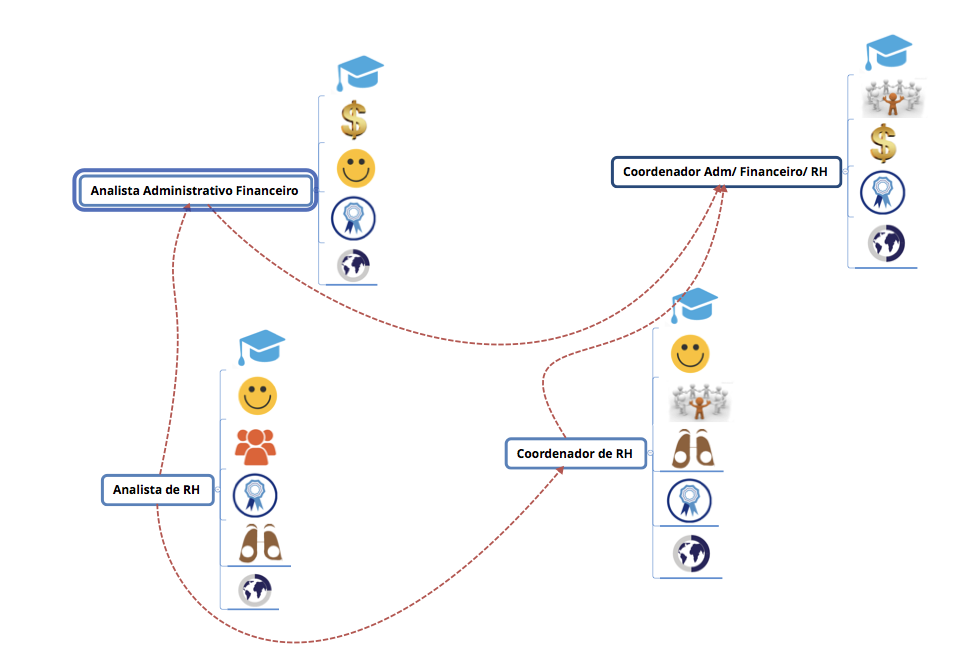 Analista Administrativo Financeiro
Coordenador Adm/ Financeiro/ RH
Coordenador de RH
Analista de RH